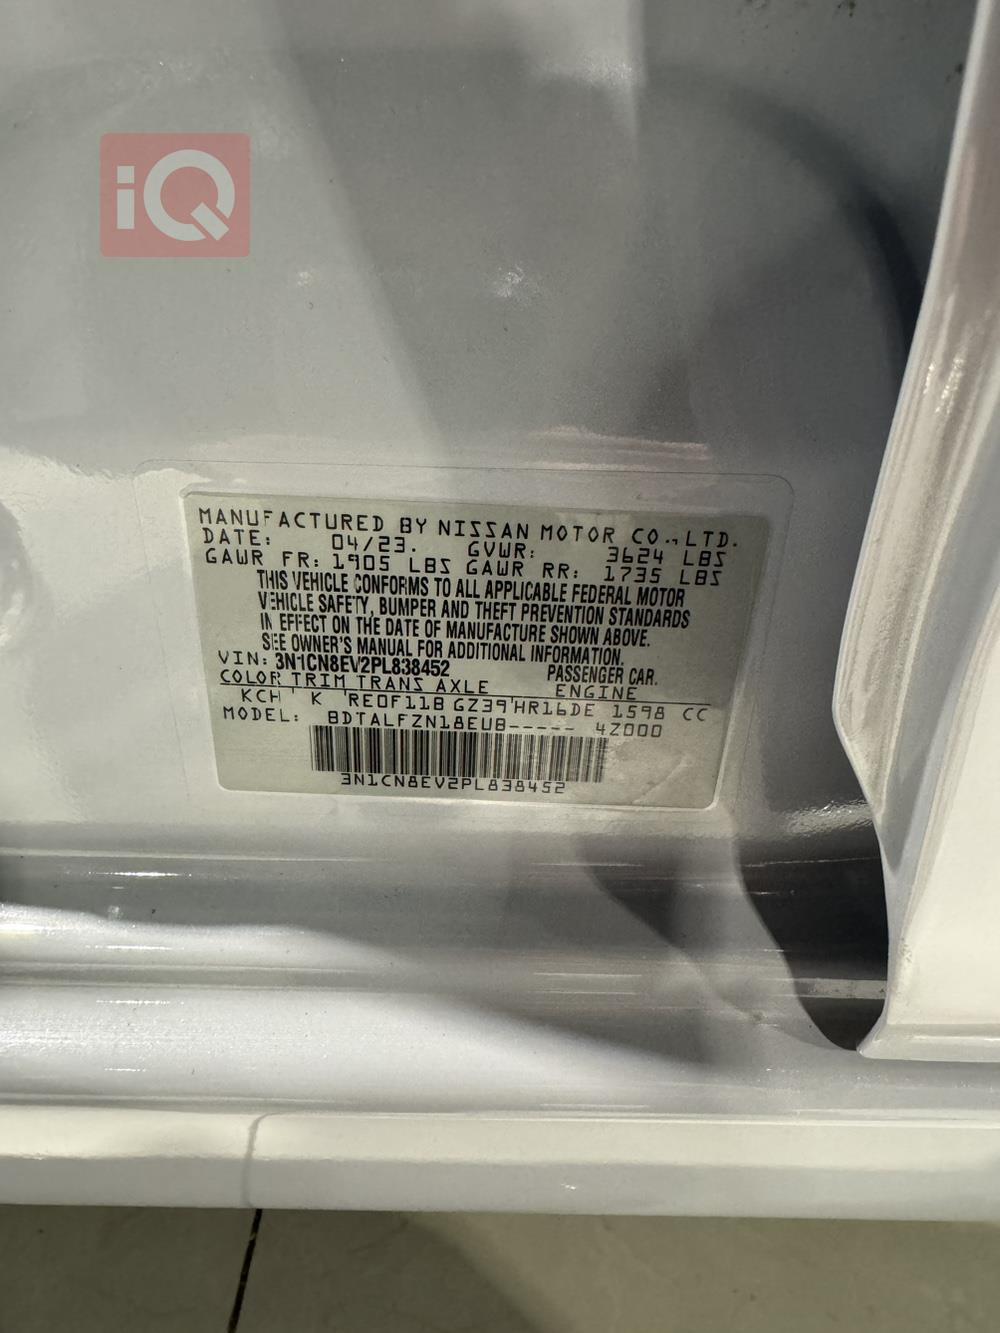 iQ
MANUFACTURED BY NISSAN MOTOR CO.,LTD.
DATE: 04/23. GVWR: 3624 LBS
GAWR FR: 1905 LBS GAWR RR: 1735 LBS
THIS VEHICLE CONFORMS TO ALL APPLICABLE FEDERAL MOTOR
VEHICLE SAFETY, BUMPER AND THEFT PREVENTION STANDARDS
IN EFFECT ON THE DATE OF MANUFACTURE SHOWN ABOVE.
SEE OWNER'S MANUAL FOR ADDITIONAL INFORMATION.
VIN: 3N1CN8EV2PL838452 PASSENGER CAR.
COLOR TRIM TRANS AXLE ENGINE
KCH K RE0F11B GZ39 HR16DE 1598 CC
MODEL: BDTALFZN18EUB----- 4Z000
3N1CN8EV2PL838452